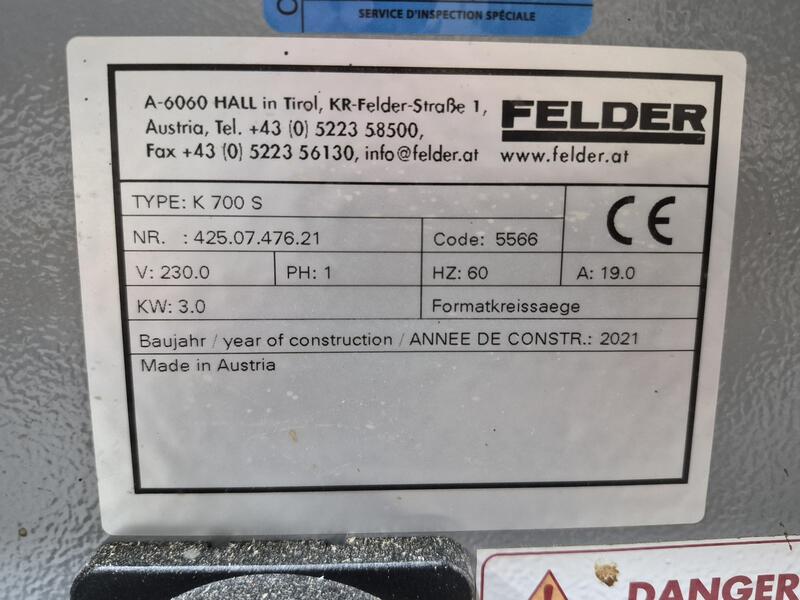 SERVICE D'INSPECTION SPÉCIALE
A-6060 HALL in Tirol, KR-Felder-Straße 1,
Austria, Tel. +43 (0) 5223 58500,
Fax +43 (0) 5223 56130, info@felder.at
FELDER
www.felder.at
TYPE: K 700 S
NR. : 425.07.476.21
Code: 5566
CE
V: 230.0
PH: 1
HZ: 60
A: 19.0
KW: 3.0
Formatkreissaege
Baujahr / year of construction / ANNEE DE CONSTR.: 2021
Made in Austria
DANGER